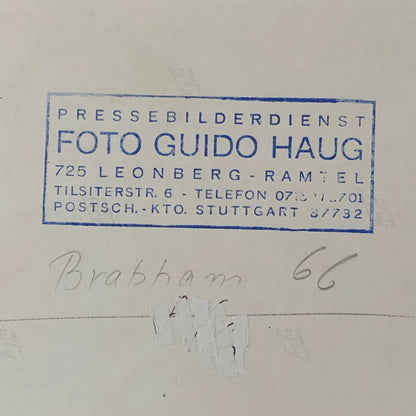 PRESSEBILDERDIENST
FOTO GUIDO HAUG
725 LEONBERG - RAMTEL
TILSITERSTR. 6 - TELEFON
POSTSCH.-KTO. STUTTGART 87732
Brabham 66